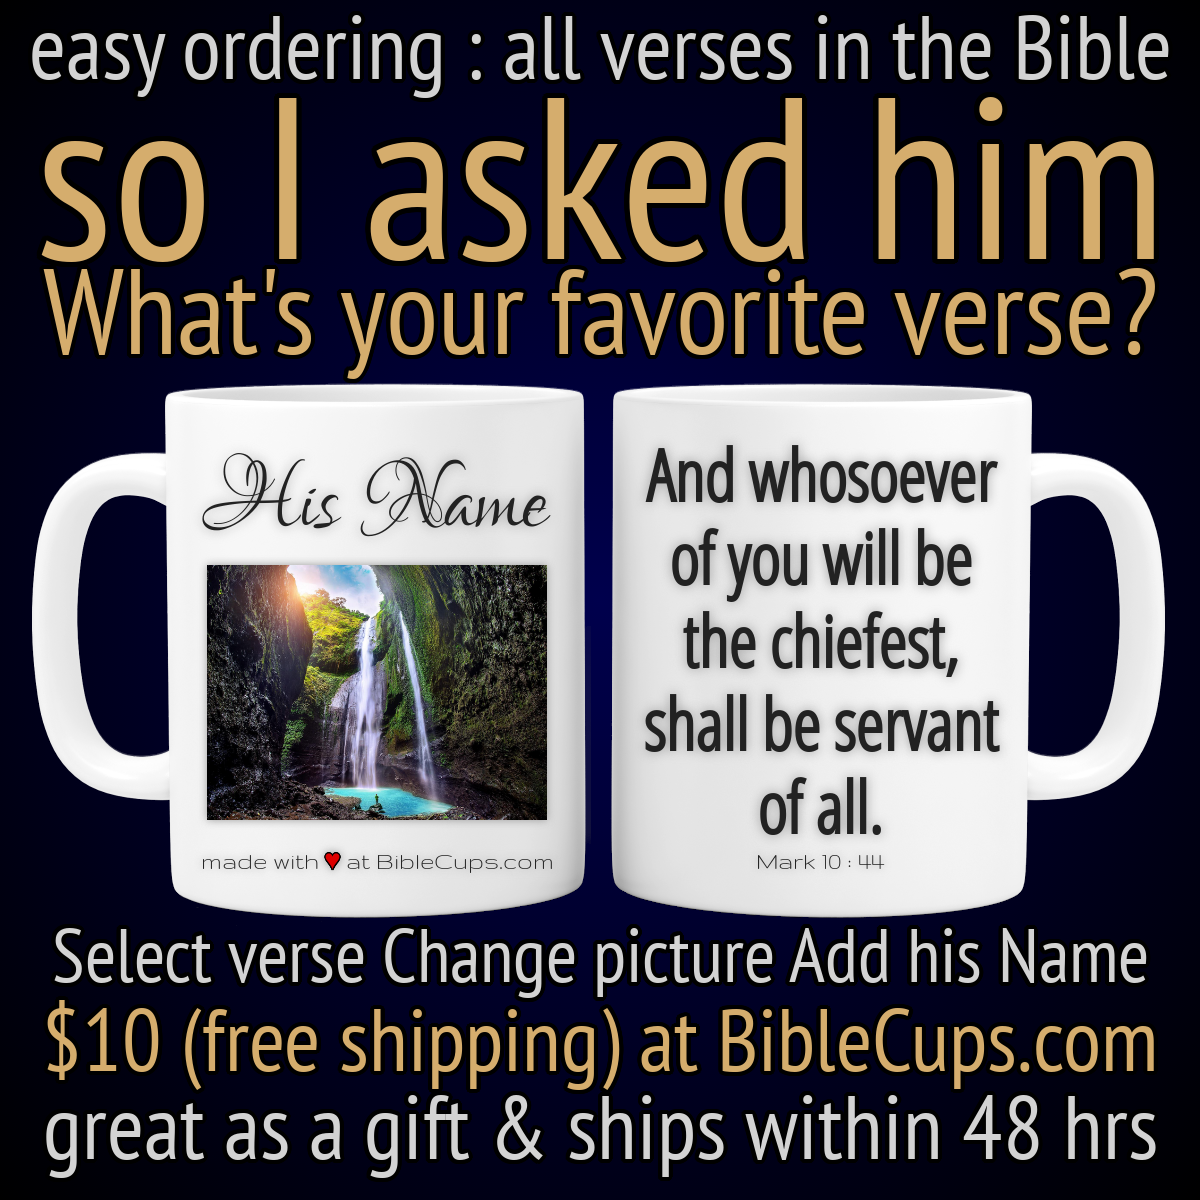 easy ordering : all verses in the Bible
so I asked him
What's your favorite verse?
His Name
made with ♥ at BibleCups.com
And whosoever
of you will be
the chiefest,
shall be servant
of all.
Mark 10 : 44
Select verse Change picture Add his Name
$10 (free shipping) at BibleCups.com
great as a gift & ships within 48 hrs